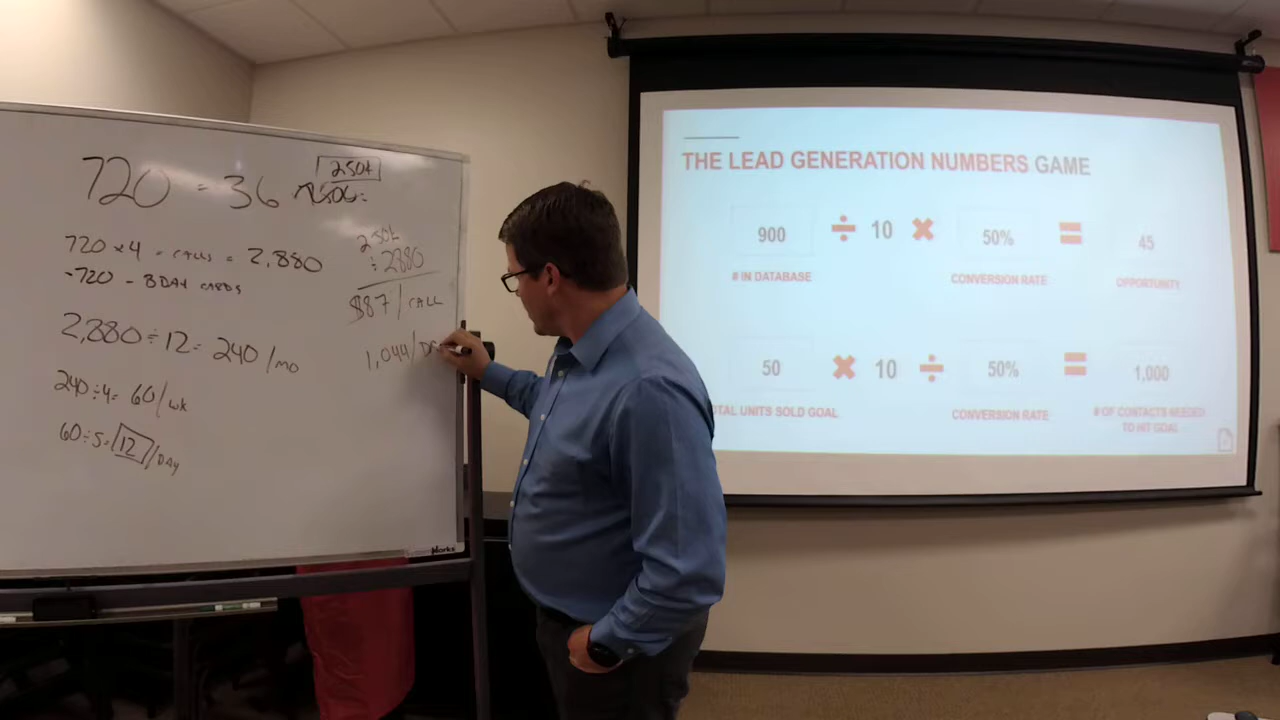 720 = 36
250k
720 x 4 = CALLS = 2,880
-720 - BDAY CARDS
2,880 ÷ 12 = 240/MO
240 ÷ 4 = 60/wk
60 ÷ 5 = 12/DAY
250k
÷ 2880
$87/CALL
1,044/DA
THE LEAD GENERATION NUMBERS GAME
900 ÷ 10 × 50% = 45
# IN DATABASE CONVERSION RATE OPPORTUNITY
50 × 10 ÷ 50% = 1,000
OTAL UNITS SOLD GOAL CONVERSION RATE # OF CONTACTS NEEDED
TO HIT GOAL